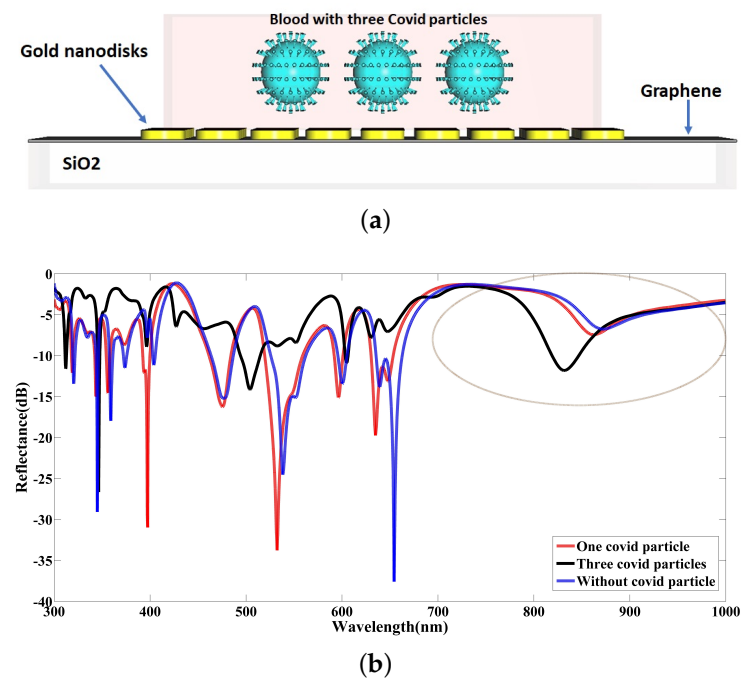 Blood with three Covid particles
Gold nanodisks
Graphene
SiO2
(a)
0
-5
-10
-15
-20
-25
-30
-35
-40
Reflectance(dB)
One covid particle
Three covid particles
Without covid particle
300 400 500 600 700 800 900 1000
Wavelength(nm)
(b)